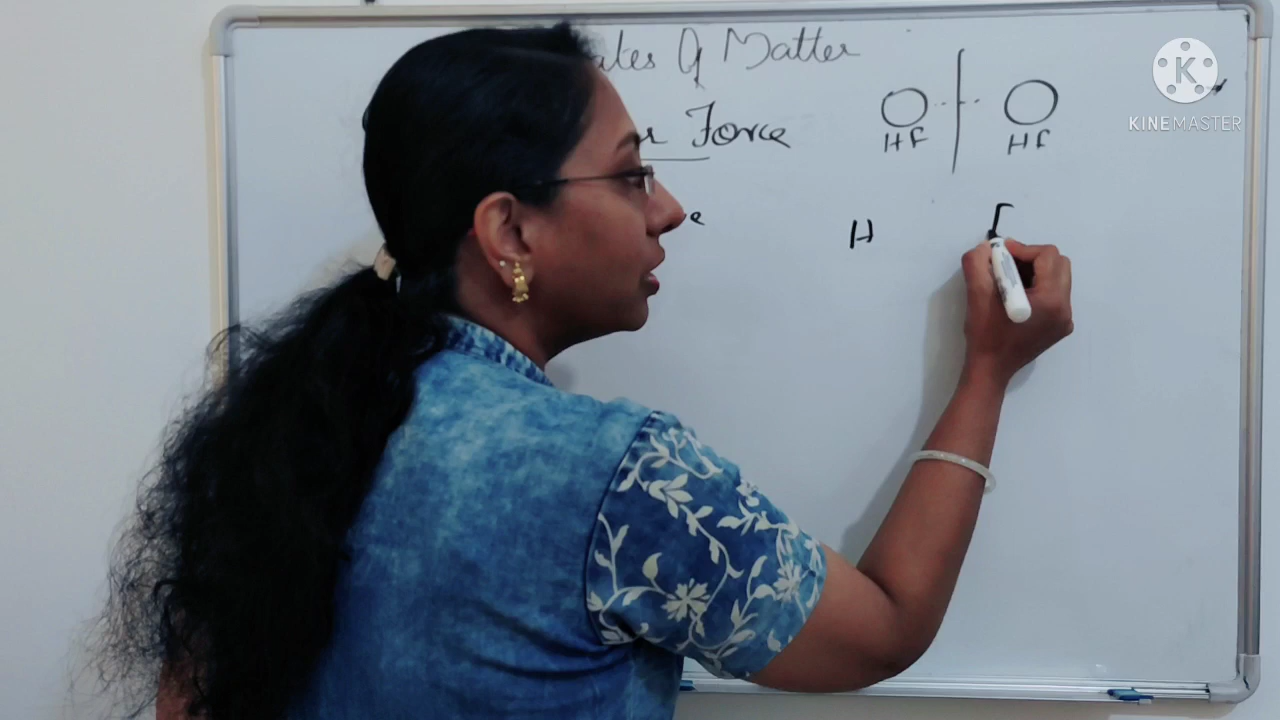 ates Of Matter
Force
HF HF
H
K
KINEMASTER